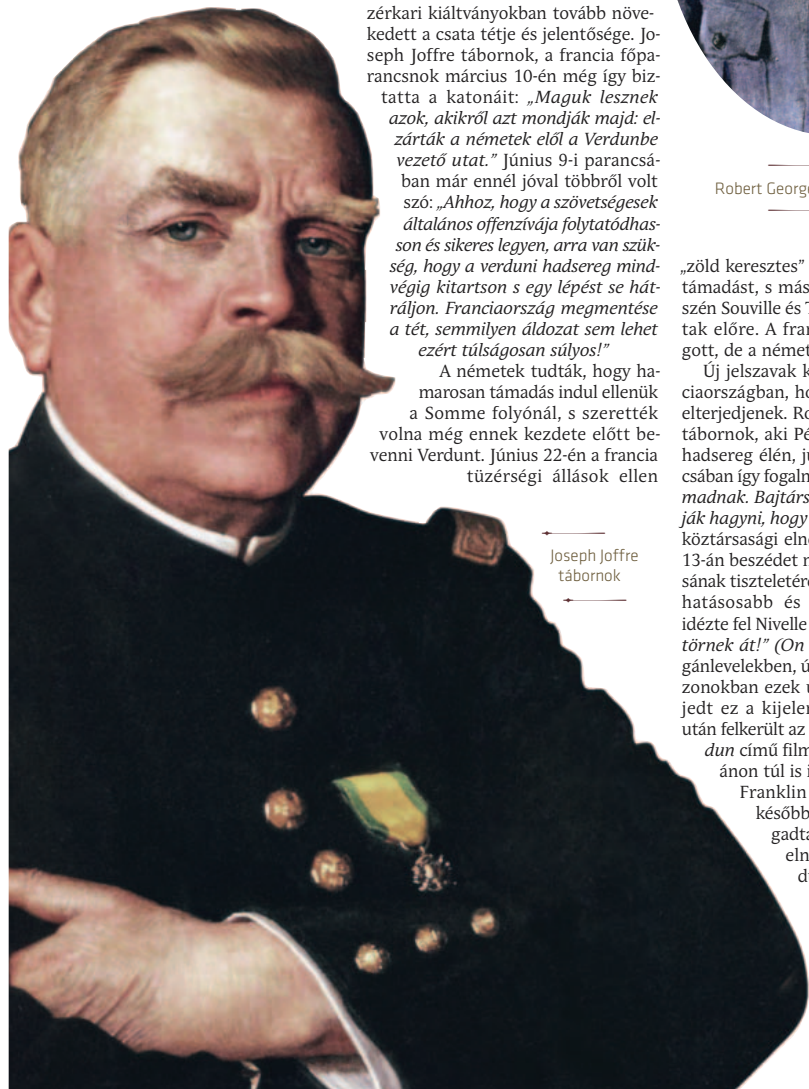 zérkari kiáltványokban tovább növe-
kedett a csata tétje és jelentősége. Jo-
seph Joffre tábornok, a francia főpa-
rancsnok március 10-én még így biz-
tatta a katonáit: „Maguk lesznek
azok, akikről azt mondják majd: el-
zárták a németek elől a Verdunbe
vezető utat.” Június 9-i parancsá-
ban már ennél jóval többről volt
szó: „Ahhoz, hogy a szövetségesek
általános offenzívája folytatódhas-
son és sikeres legyen, arra van szük-
ség, hogy a verduni hadsereg mind-
végig kitartson s egy lépést se hát-
ráljon. Franciaország megmentése
a tét, semmilyen áldozat sem lehet
ezért túlságosan súlyos!”
A németek tudták, hogy ha-
marosan támadás indul ellenük
a Somme folyónál, s szerették
volna még ennek kezdete előtt be-
venni Verdunt. Június 22-én a francia
tüzérségi állások ellen
Joseph Joffre
tábornok
Robert George
„zöld keresztes”
támadást, s más
szén Souville és T
tak előre. A fran
gott, de a német
Új jelszavak k
ciaországban, ho
elterjedjenek. Ro
tábornok, aki Pé
hadsereg élén, jú
csában így fogaln
madnak. Bajtárs
ják hagyni, hogy
köztársasági elnö
13-án beszédet n
sának tiszteletére
hatásosabb és
idézte fel Nivelle
törnek át!” (On
gánlevelekben, ú
zonokban ezek u
jedt ez a kijeler
után felkerült az
dun című film
ánon túl is i
Franklin
később
gadta
eln
d